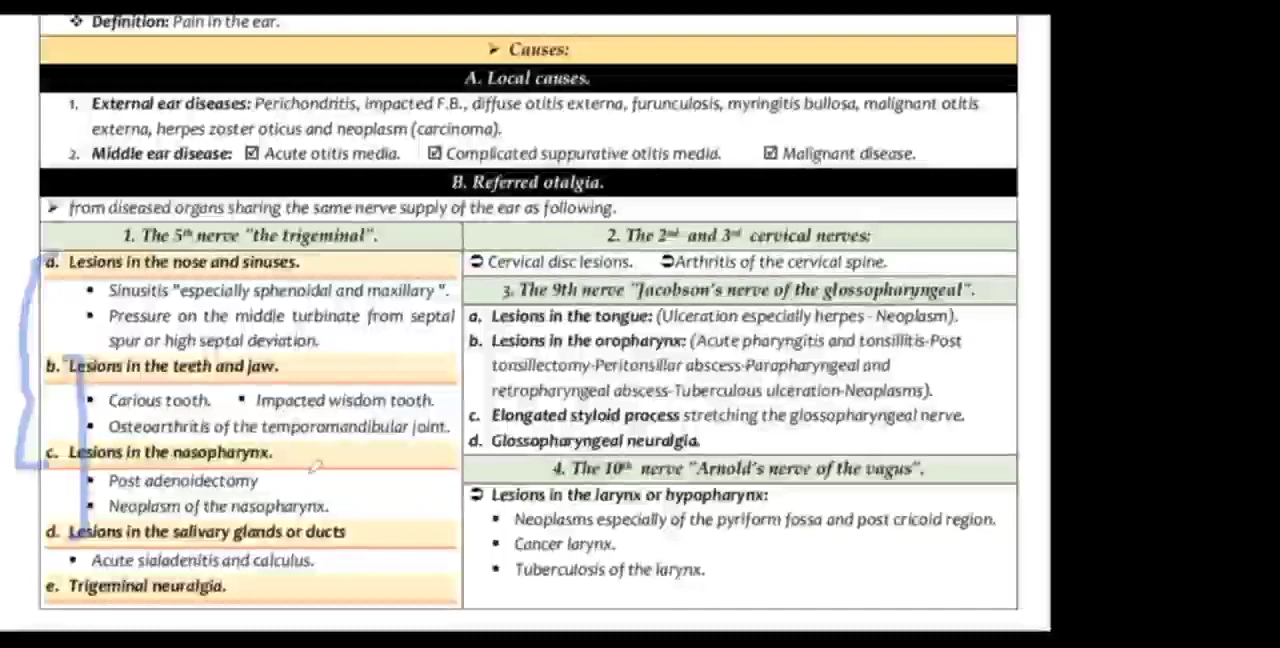 ❖ Definition: Pain in the ear.
➢ Causes:
A. Local causes.
1. External ear diseases: Perichondritis, impacted F.B., diffuse otitis externa, furunculosis, myringitis bullosa, malignant otitis
externa, herpes zoster oticus and neoplasm (carcinoma).
2. Middle ear disease: ☑ Acute otitis media. ☑ Complicated suppurative otitis media. ☑ Malignant disease.
B. Referred otalgia.
➢ from diseased organs sharing the same nerve supply of the ear as following.
1. The 5th nerve "the trigeminal".
a. Lesions in the nose and sinuses.
▪ Sinusitis "especially sphenoidal and maxillary ".
▪ Pressure on the middle turbinate from septal
spur or high septal deviation.
b. Lesions in the teeth and jaw.
▪ Carious tooth. ▪ Impacted wisdom tooth.
▪ Osteoarthritis of the temporomandibular joint.
c. Lesions in the nasopharynx.
▪ Post adenoidectomy
▪ Neoplasm of the nasopharynx.
d. Lesions in the salivary glands or ducts
▪ Acute sialadenitis and calculus.
e. Trigeminal neuralgia.
2. The 2nd and 3rd cervical nerves:
➲ Cervical disc lesions. ➲Arthritis of the cervical spine.
3. The 9th nerve "Jacobson's nerve of the glossopharyngeal".
a. Lesions in the tongue: (Ulceration especially herpes - Neoplasm).
b. Lesions in the oropharynx: (Acute pharyngitis and tonsillitis-Post
tonsillectomy-Peritonsillar abscess-Parapharyngeal and
retropharyngeal abscess-Tuberculous ulceration-Neoplasms).
c. Elongated styloid process stretching the glossopharyngeal nerve.
d. Glossopharyngeal neuralgia.
4. The 10th nerve "Arnold's nerve of the vagus".
➲ Lesions in the larynx or hypopharynx:
▪ Neoplasms especially of the pyriform fossa and post cricoid region.
▪ Cancer larynx.
▪ Tuberculosis of the larynx.